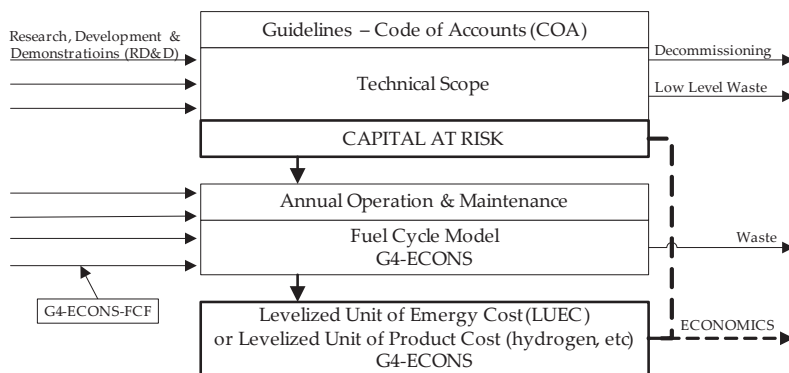 Guidelines – Code of Accounts (COA)
Research, Development &
Demonstratioins (RD&D)
Technical Scope
Decommissioning
Low Level Waste
CAPITAL AT RISK
Annual Operation & Maintenance
Fuel Cycle Model
G4-ECONS
Waste
G4-ECONS-FCF
Levelized Unit of Emergy Cost (LUEC)
or Levelized Unit of Product Cost (hydrogen, etc)
G4-ECONS
ECONOMICS